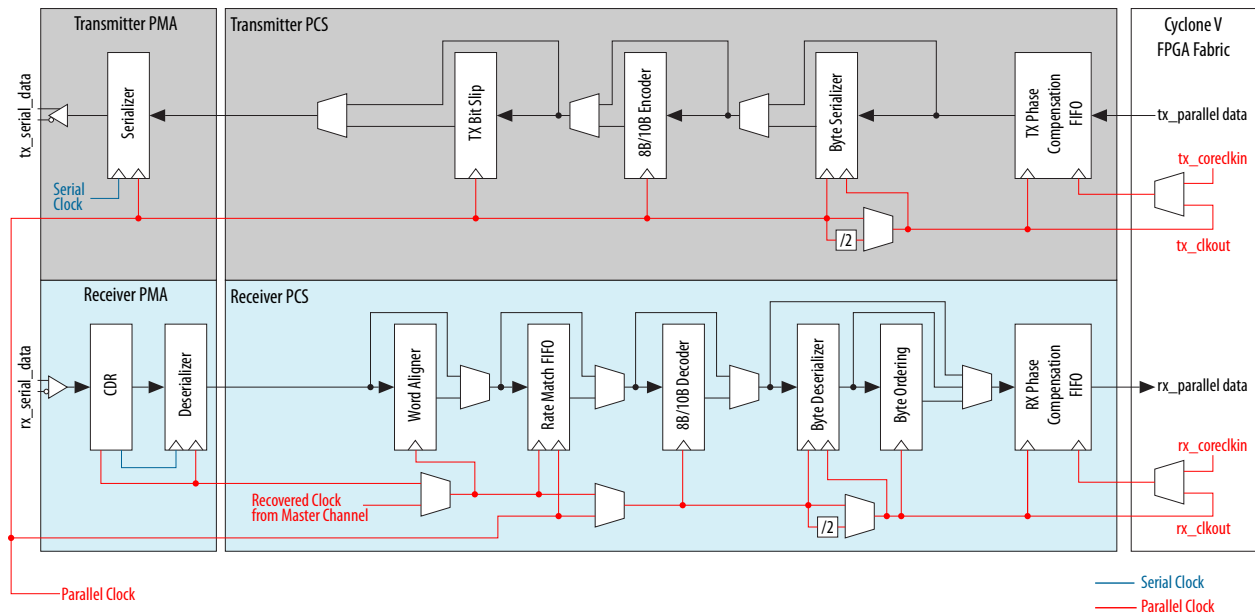 Transmitter PMA
Transmitter PCS
Cyclone V
FPGA Fabric
tx_serial_data
Serializer
TX Bit Slip
8B/10B Encoder
Byte Serializer
TX Phase
Compensation
FIFO
tx_parallel data
tx_coreclkin
Serial
Clock
/2
tx_clkout
Receiver PMA
Receiver PCS
rx_serial_data
CDR
Deserializer
Word Aligner
Rate Match FIFO
8B/10B Decoder
Byte Deserializer
Byte Ordering
RX Phase
Compensation
FIFO
rx_parallel data
rx_coreclkin
Recovered Clock
from Master Channel
/2
rx_clkout
Parallel Clock
Serial Clock
Parallel Clock